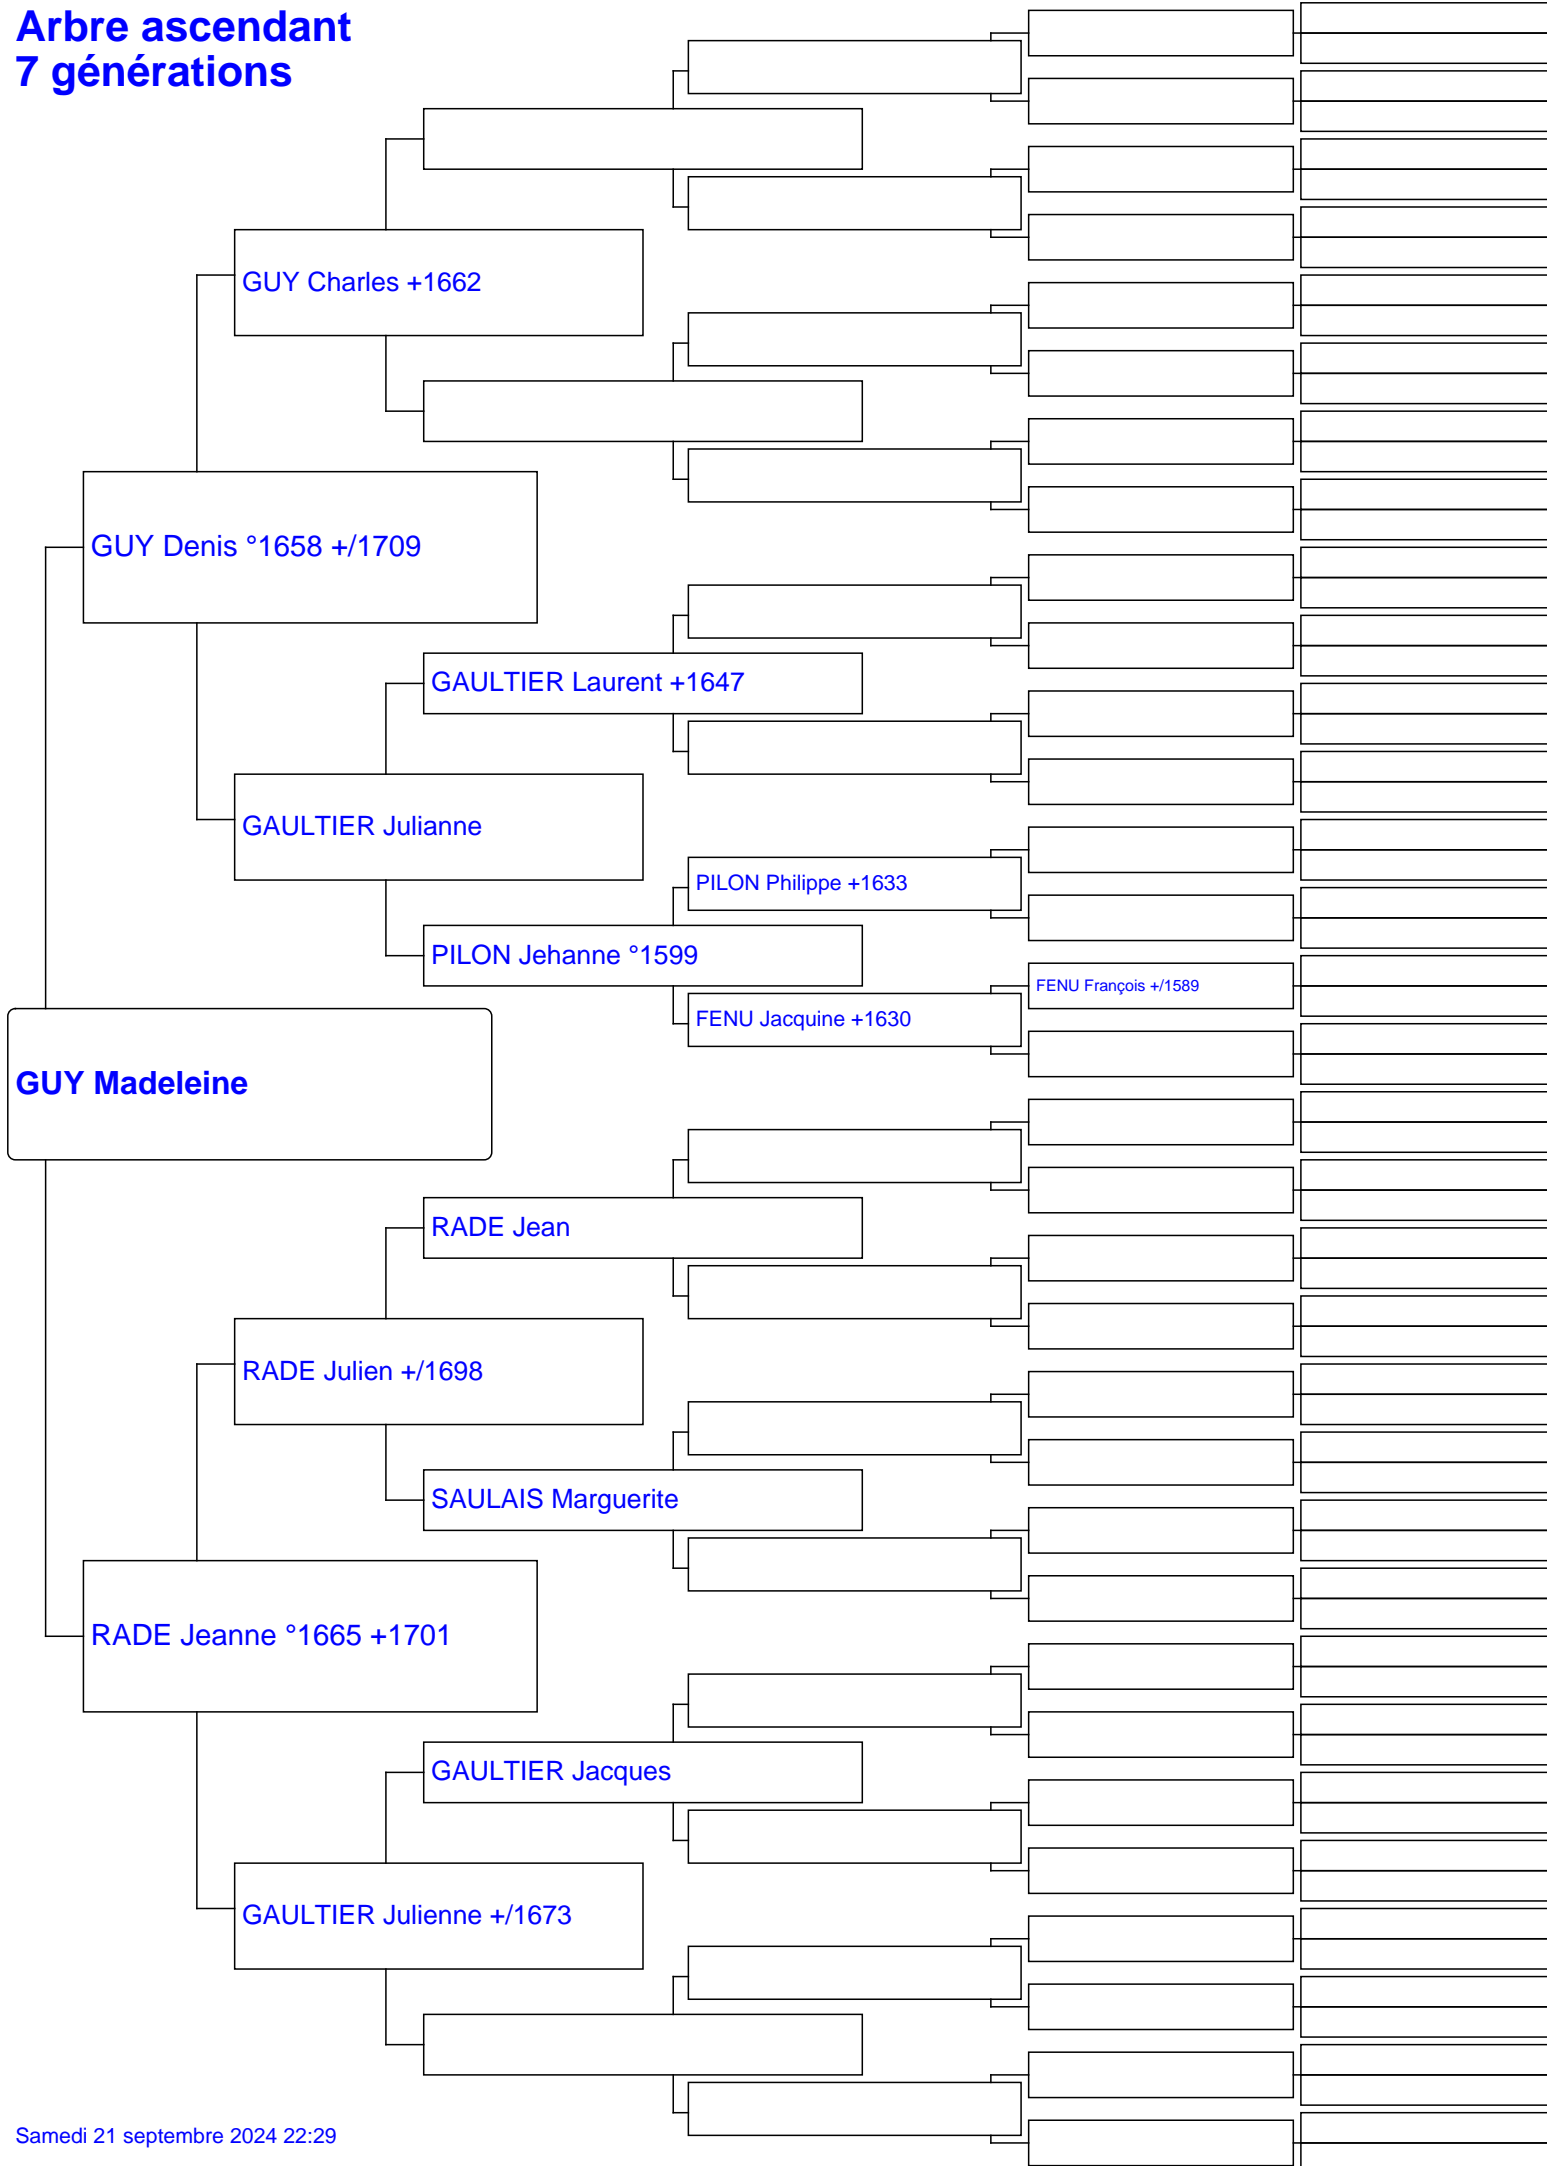 Arbre ascendant
7 générations
GUY Charles +1662
GUY Denis °1658 +/1709
GAULTIER Laurent +1647
GAULTIER Julianne
PILON Philippe +1633
PILON Jehanne °1599
FENU François +/1589
FENU Jacquine +1630
GUY Madeleine
RADE Jean
RADE Julien +/1698
SAULAIS Marguerite
RADE Jeanne °1665 +1701
GAULTIER Jacques
GAULTIER Julienne +/1673
Samedi 21 septembre 2024 22:29